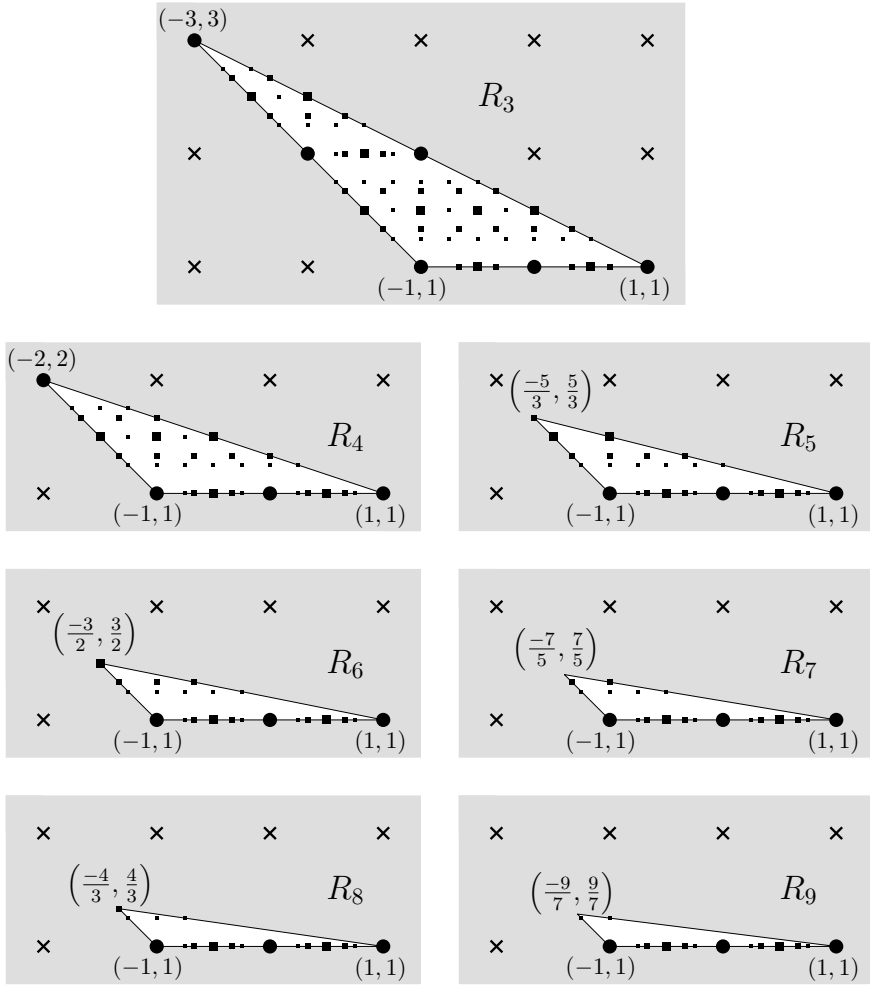 (−3, 3)
R₃
(−1, 1) (1, 1)
(−2, 2)
R₄
(−1, 1) (1, 1)
(−5/3, 5/3)
R₅
(−1, 1) (1, 1)
(−3/2, 3/2)
R₆
(−1, 1) (1, 1)
(−7/5, 7/5)
R₇
(−1, 1) (1, 1)
(−4/3, 4/3)
R₈
(−1, 1) (1, 1)
(−9/7, 9/7)
R₉
(−1, 1) (1, 1)